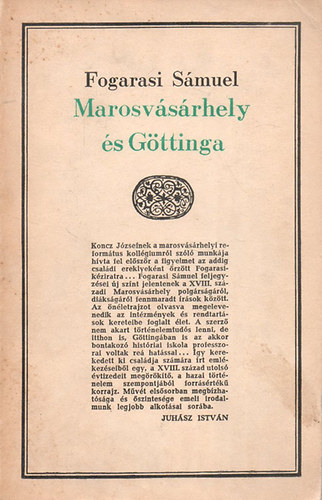 Fogarasi Sámuel
Marosvásárhely
és Göttinga
Koncz Józsefnek a marosvásárhelyi re-
formátus kollégiumról szóló munkája
hívta fel először a figyelmet az addig
családi ereklyeként őrzött Fogarasi-
kéziratra... Fogarasi Sámuel feljegy-
zései új színt jelentenek a XVIII. szá-
zadi Marosvásárhely polgárságáról,
diákságáról fennmaradt írások között.
Az önéletrajzot olvasva megeleve-
nedik az intézmények és rendtartá-
sok kereteibe foglalt élet. A szerző
nem akart történelemtudós lenni, de
itthon is, Göttingában is az akkor
bontakozó históriai iskola professzo-
rai voltak reá hatással... Így kere-
kedett ki családja számára írt emlé-
kezéseiből egy, a XVIII. század utolsó
évtizedeit megörökítő, a hazai törté-
nelem szempontjából forrásértékű
korrajz. Művét elsősorban megbízha-
tósága és őszintesége emeli irodal-
munk legjobb alkotásai sorába.
JUHÁSZ ISTVÁN